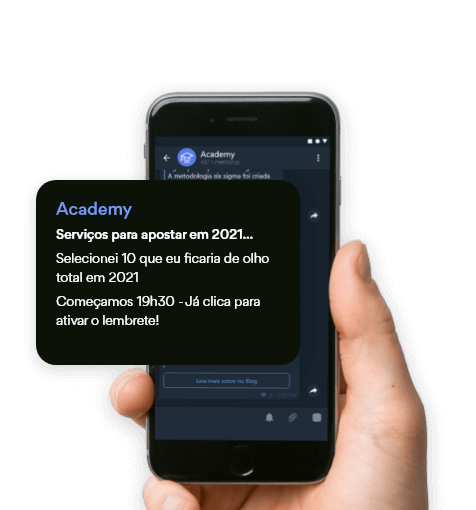 Academy
A metodologia six sigma foi criada
Academy
Serviços para apostar em 2021...
Selecionei 10 que eu ficaria de olho
total em 2021
Começamos 19h30 - Já clica para
ativar o lembrete!
Leia mais sobre no Blog